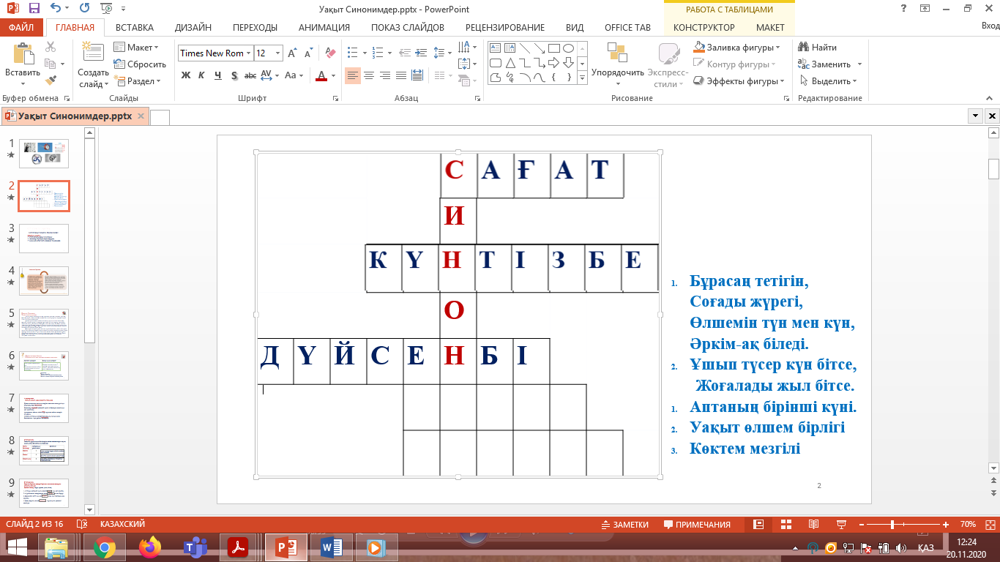 Уақыт Синонимдер.pptx - PowerPoint
РАБОТА С ТАБЛИЦАМИ
Вход
ФАЙЛ ГЛАВНАЯ ВСТАВКА ДИЗАЙН ПЕРЕХОДЫ АНИМАЦИЯ ПОКАЗ СЛАЙДОВ РЕЦЕНЗИРОВАНИЕ ВИД OFFICE TAB КОНСТРУКТОР МАКЕТ
Вставить
Буфер обмена
Создать слайд
Макет
Сбросить
Раздел
Слайды
Times New Rom 12
Ж К Ч S abc AV Aa А
Шрифт
Абзац
Упорядочить
Экспресс-стили
Заливка фигуры
Контур фигуры
Эффекты фигуры
Рисование
Найти
Заменить
Выделить
Редактирование
Уақыт Синонимдер.pptx
1
2
3
4
5
6
7
8
9
САҒАТ
И
КҮНТІЗБЕ
О
ДҮЙСЕНБІ
1. Бұрасаң тетігін,
Соғады жүрегі,
Өлшемін түн мен күн,
Әркім-ақ біледі.
2. Ұшып түсер күн бітсе,
Жоғалады жыл бітсе.
1. Аптаның бірінші күні.
2. Уақыт өлшем бірлігі
3. Көктем мезгілі
2
СЛАЙД 2 ИЗ 16 КАЗАХСКИЙ ЗАМЕТКИ ПРИМЕЧАНИЯ 70%
ҚАЗ
12:24
20.11.2020